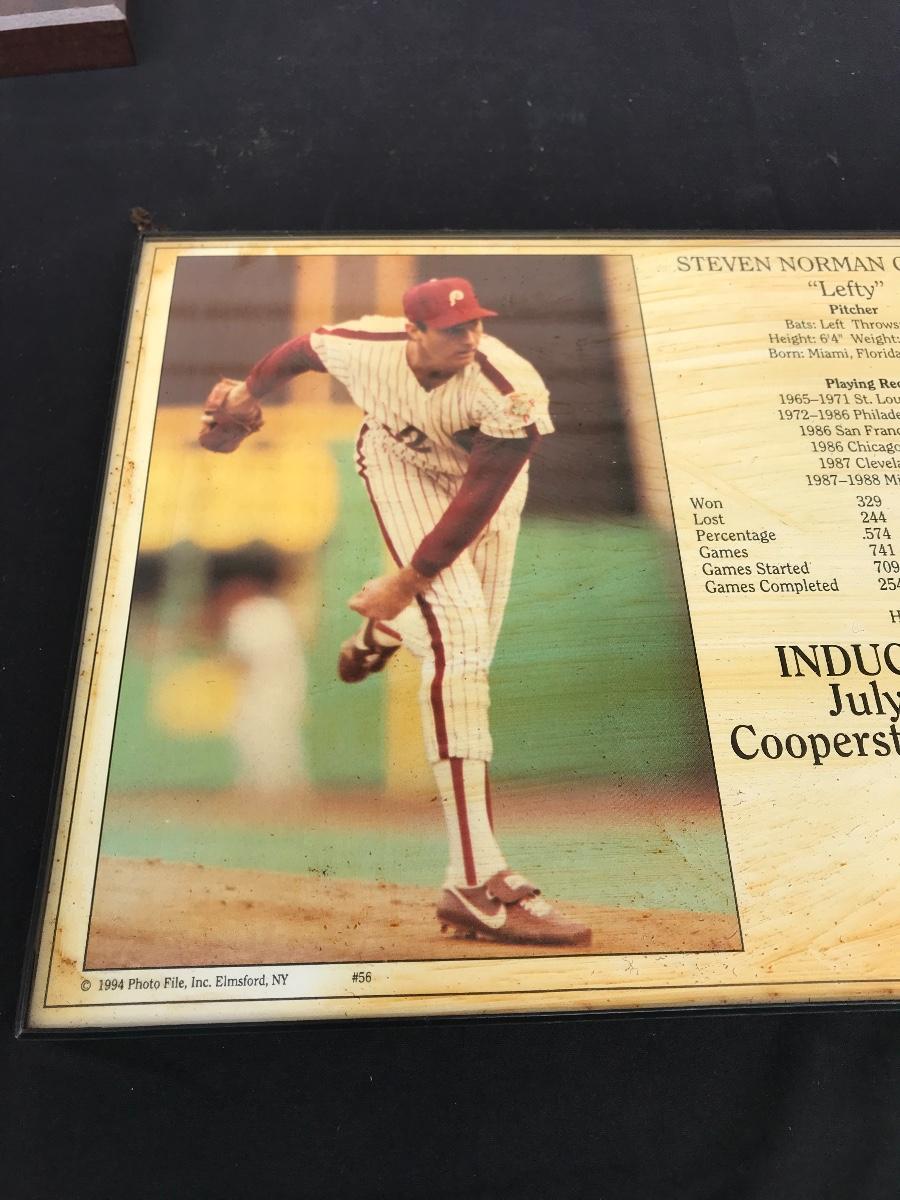 STEVEN NORMAN
"Lefty"
Pitcher
Bats: Left Throws
Height: 6'4" Weight:
Born: Miami, Florida
Playing Rec
1965–1971 St. Lou
1972–1986 Philade
1986 San Franc
1986 Chicago
1987 Clevela
1987–1988 Mi
Won 329
Lost 244
Percentage .574
Games 741
Games Started 709
Games Completed 254
H
INDUC
July
Cooperst
© 1994 Photo File, Inc. Elmsford, NY #56
P